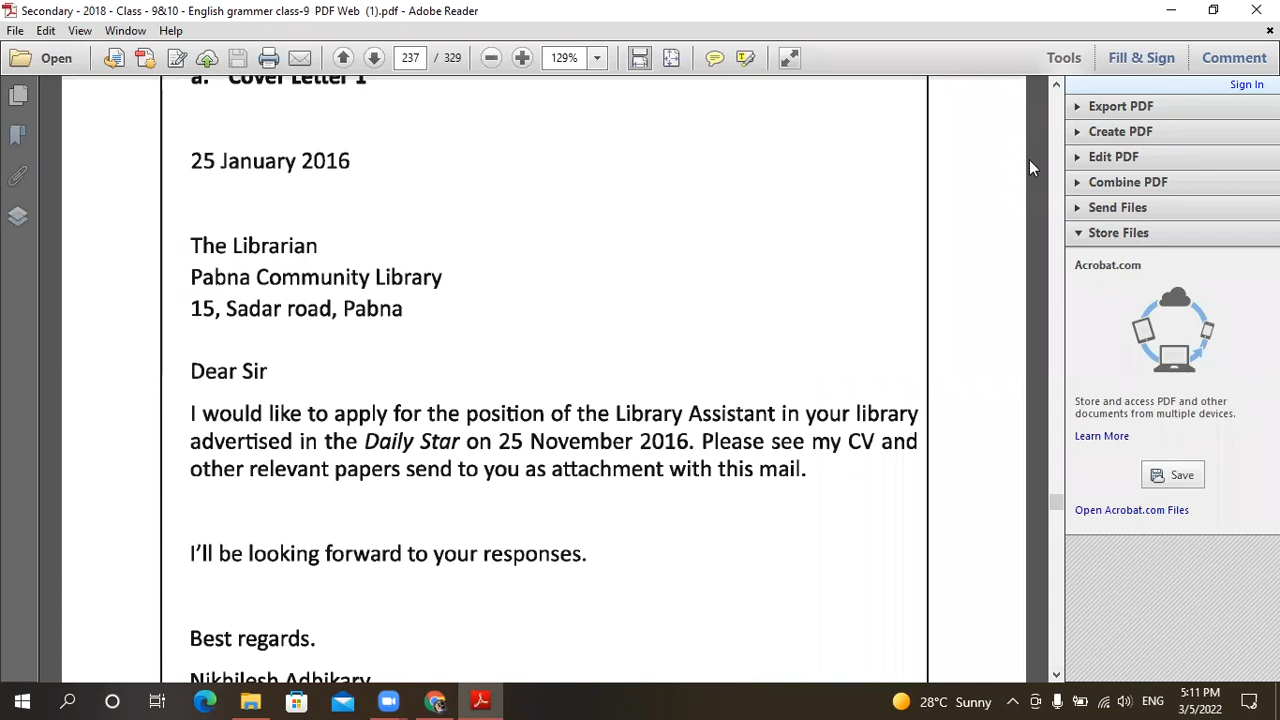 Secondary - 2018 - Class - 9&10 - English grammer class-9 PDF Web (1).pdf - Adobe Reader
File Edit View Window Help
Open 237 / 329 129% Tools Fill & Sign Comment
Sign In
a. Cover Letter 1
25 January 2016
The Librarian
Pabna Community Library
15, Sadar road, Pabna
Dear Sir
I would like to apply for the position of the Library Assistant in your library
advertised in the Daily Star on 25 November 2016. Please see my CV and
other relevant papers send to you as attachment with this mail.
I'll be looking forward to your responses.
Best regards.
Nikhilesh Adhikary
Export PDF
Create PDF
Edit PDF
Combine PDF
Send Files
Store Files
Acrobat.com
Store and access PDF and other
documents from multiple devices.
Learn More
Save
Open Acrobat.com Files
28°C Sunny ENG
5:11 PM
3/5/2022